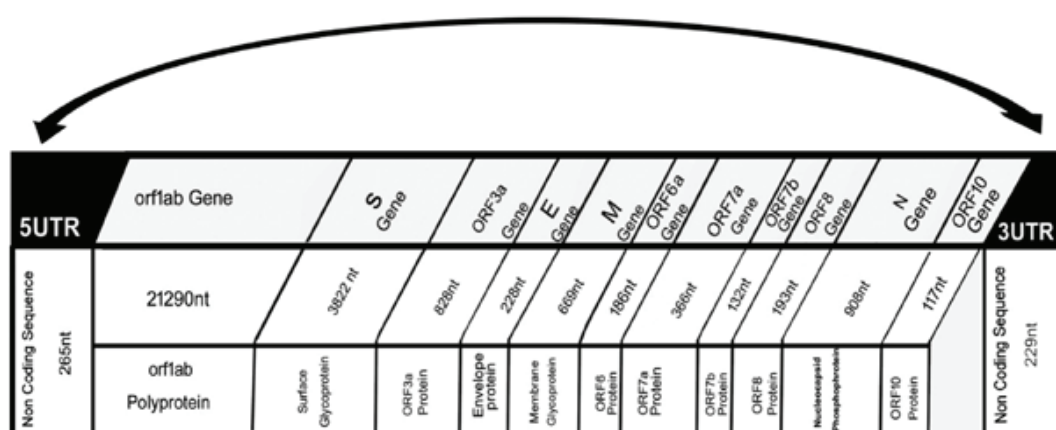 5UTR
orf1ab Gene
S
Gene
ORF3a
Gene
E
Gene
M
Gene
ORF6a
Gene
ORF7a
Gene
ORF7b
Gene
ORF8
Gene
N
Gene
ORF10
Gene
3UTR
Non Coding Sequence
265nt
21290nt
3822 nt
828nt
228nt
669nt
186nt
366nt
132nt
193nt
908nt
117nt
Non Coding Sequence
229nt
orf1ab
Polyprotein
Surface
Glycoprotein
ORF3a
Protein
Envelope
protein
Membrane
Glycoprotein
ORF6
Protein
ORF7a
Protein
ORF7b
Protein
ORF8
Protein
Nucleocapsid
Phosphophrotein
ORF10
Protein